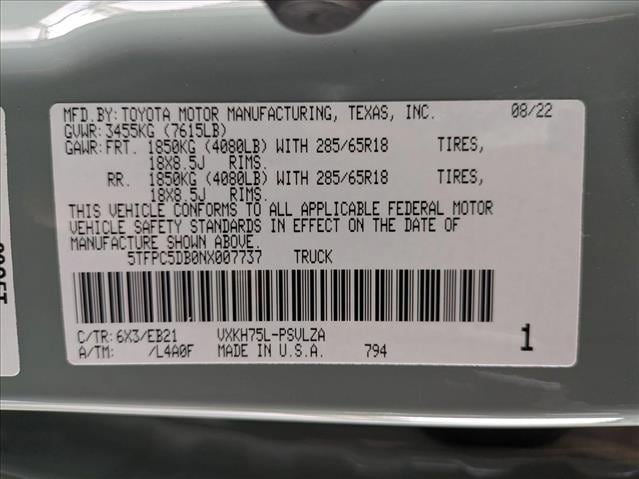 MFD.BY: TOYOTA MOTOR MANUFACTURING, TEXAS, INC. 08/22
GVWR: 3455KG (7615LB)
GAWR: FRT. 1850KG (4080LB) WITH 285/65R18 TIRES,
18X8.5J RIMS.
RR. 1850KG (4080LB) WITH 285/65R18 TIRES,
18X8.5J RIMS.
THIS VEHICLE CONFORMS TO ALL APPLICABLE FEDERAL MOTOR
VEHICLE SAFETY STANDARDS IN EFFECT ON THE DATE OF
MANUFACTURE SHOWN ABOVE.
5TFPC5DB0NX007737 TRUCK
C/TR: 6X3/EB21 VXKH75L-PSVLZA
A/TM: /L4A0F MADE IN U.S.A. 794 1